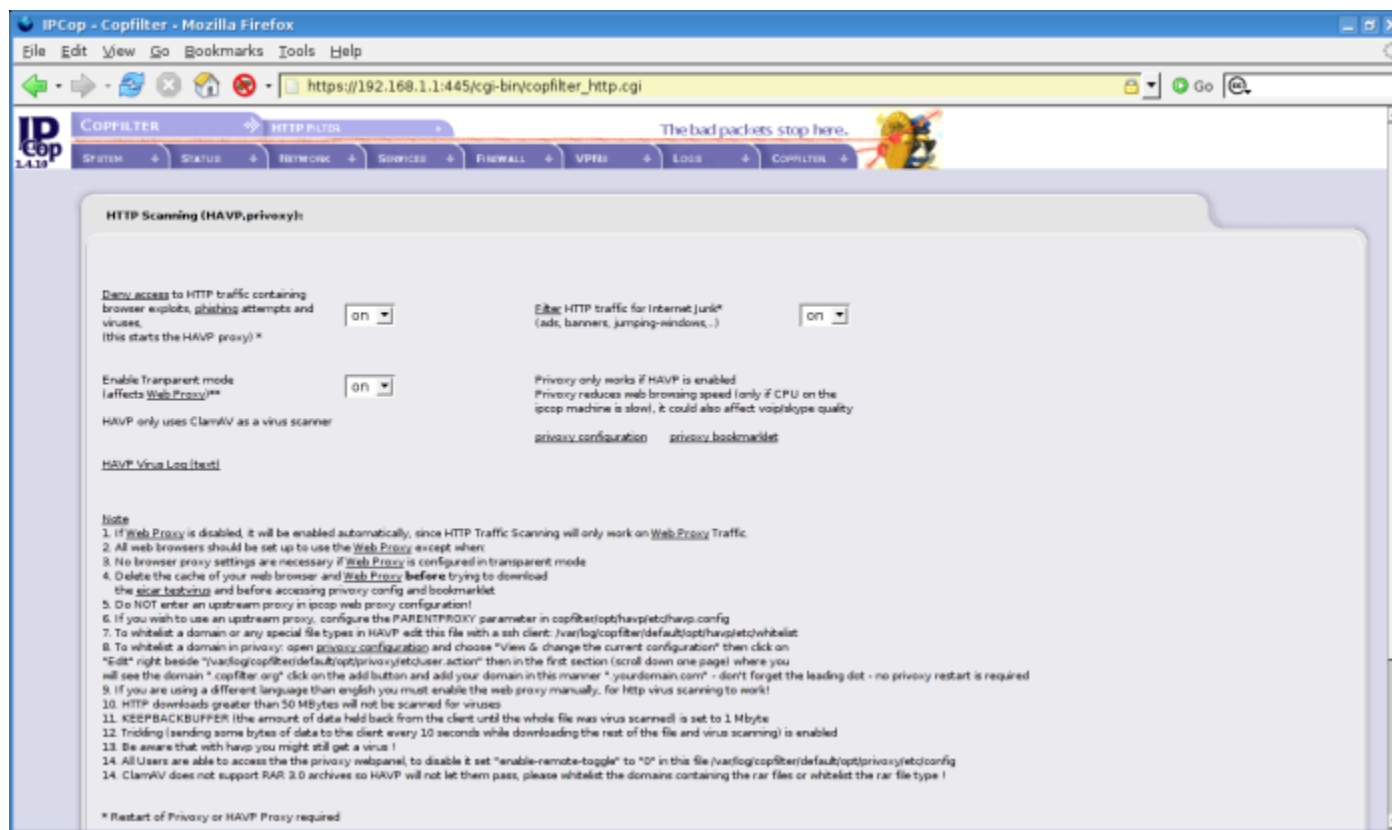 IPCop - Copfilter - Mozilla Firefox
File Edit View Go Bookmarks Tools Help
https://192.168.1.1:445/cgi-bin/copfilter_http.cgi
Go
IP COP
1.4.10
COPFILTER HTTP FILTER
The bad packets stop here.
SYSTEM STATUS NETWORK SERVICES FIREWALL VPNS LOGS COPFILTER
HTTP Scanning (HAVP,privoxy):
Deny access to HTTP traffic containing
browser exploits, phishing attempts and
viruses,
(this starts the HAVP proxy) *
on
Filter HTTP traffic for Internet Junk*
(ads, banners, jumping-windows,..)
on
Enable Tranparent mode
(affects Web Proxy)**
on
HAVP only uses ClamAV as a virus scanner
Privoxy only works if HAVP is enabled
Privoxy reduces web browsing speed (only if CPU on the
ipcop machine is slow), it could also affect voip/skype quality
privoxy configuration privoxy bookmarklet
HAVP Virus Log (text)
Note
1. If Web Proxy is disabled, it will be enabled automatically, since HTTP Traffic Scanning will only work on Web Proxy Traffic.
2. All web browsers should be set up to use the Web Proxy except when:
3. No browser proxy settings are necessary if Web Proxy is configured in transparent mode
4. Delete the cache of your web browser and Web Proxy before trying to download
the eicar testvirus and before accessing privoxy config and bookmarklet
5. Do NOT enter an upstream proxy in ipcop web proxy configuration!
6. If you wish to use an upstream proxy, configure the PARENTPROXY parameter in copfilter/opt/havp/etc/havp.config
7. To whitelist a domain or any special file types in HAVP edit this file with a ssh client: /var/log/copfilter/default/opt/havp/etc/whitelist
8. To whitelist a domain in privoxy: open privoxy configuration and choose "View & change the current configuration" then click on
"Edit" right beside "/var/log/copfilter/default/opt/privoxy/etc/user.action" then in the first section (scroll down one page) where you
will see the domain ".copfilter.org" click on the add button and add your domain in this manner ".yourdomain.com" - don't forget the leading dot - no privoxy restart is required
9. If you are using a different language than english you must enable the web proxy manually, for http virus scanning to work!
10. HTTP downloads greater than 50 MBytes will not be scanned for viruses
11. KEEPBACKBUFFER (the amount of data held back from the client until the whole file was virus scanned) is set to 1 Mbyte
12. Trickling (sending some bytes of data to the client every 10 seconds while downloading the rest of the file and virus scanning) is enabled
13. Be aware that with havp you might still get a virus !
14. All Users are able to access the the privoxy webpanel, to disable it set "enable-remote-toggle" to "0" in this file /var/log/copfilter/default/opt/privoxy/etc/config
14. ClamAV does not support RAR 3.0 archives so HAVP will not let them pass, please whitelist the domains containing the rar files or whitelist the rar file type !
* Restart of Privoxy or HAVP Proxy required